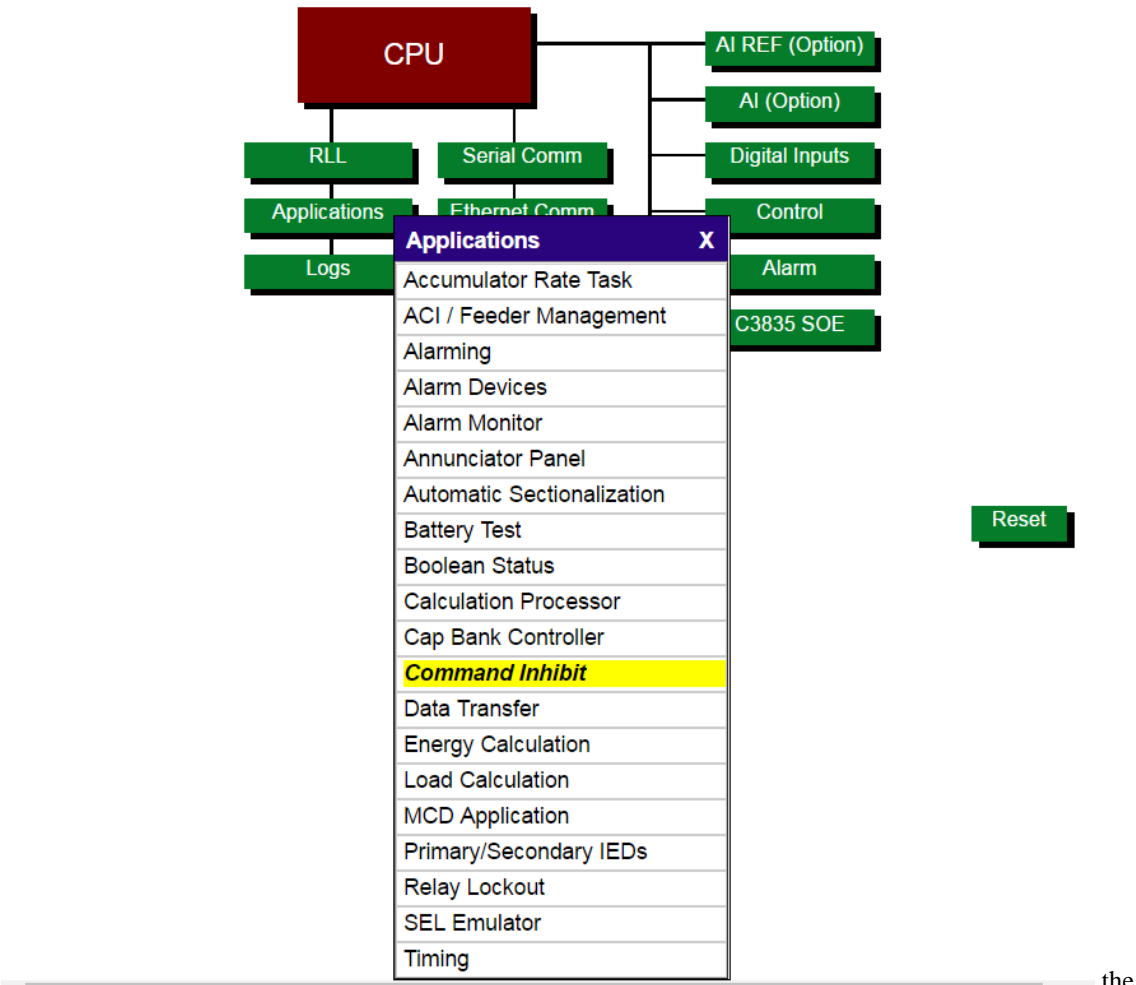 CPU
AI REF (Option)
AI (Option)
RLL
Serial Comm
Digital Inputs
Applications
Ethernet Comm
Control
Logs
Alarm
C3835 SOE
Applications X
Accumulator Rate Task
ACI / Feeder Management
Alarming
Alarm Devices
Alarm Monitor
Annunciator Panel
Automatic Sectionalization
Battery Test
Boolean Status
Calculation Processor
Cap Bank Controller
Command Inhibit
Data Transfer
Energy Calculation
Load Calculation
MCD Application
Primary/Secondary IEDs
Relay Lockout
SEL Emulator
Timing
Reset
the